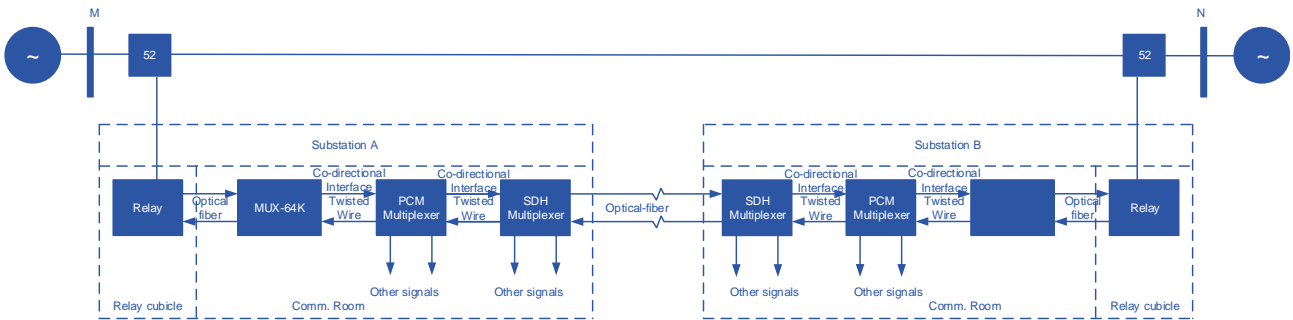 M
N
~
52
52
~
Substation A
Substation B
Relay
Optical
fiber
MUX-64K
Co-directional
Interface
Twisted
Wire
PCM
Multiplexer
Co-directional
Interface
Twisted
Wire
SDH
Multiplexer
Optical-fiber
SDH
Multiplexer
Co-directional
Interface
Twisted
Wire
PCM
Multiplexer
Co-directional
Interface
Twisted
Wire
Optical
fiber
Relay
Other signals
Other signals
Other signals
Other signals
Relay cubicle
Comm. Room
Comm. Room
Relay cubicle